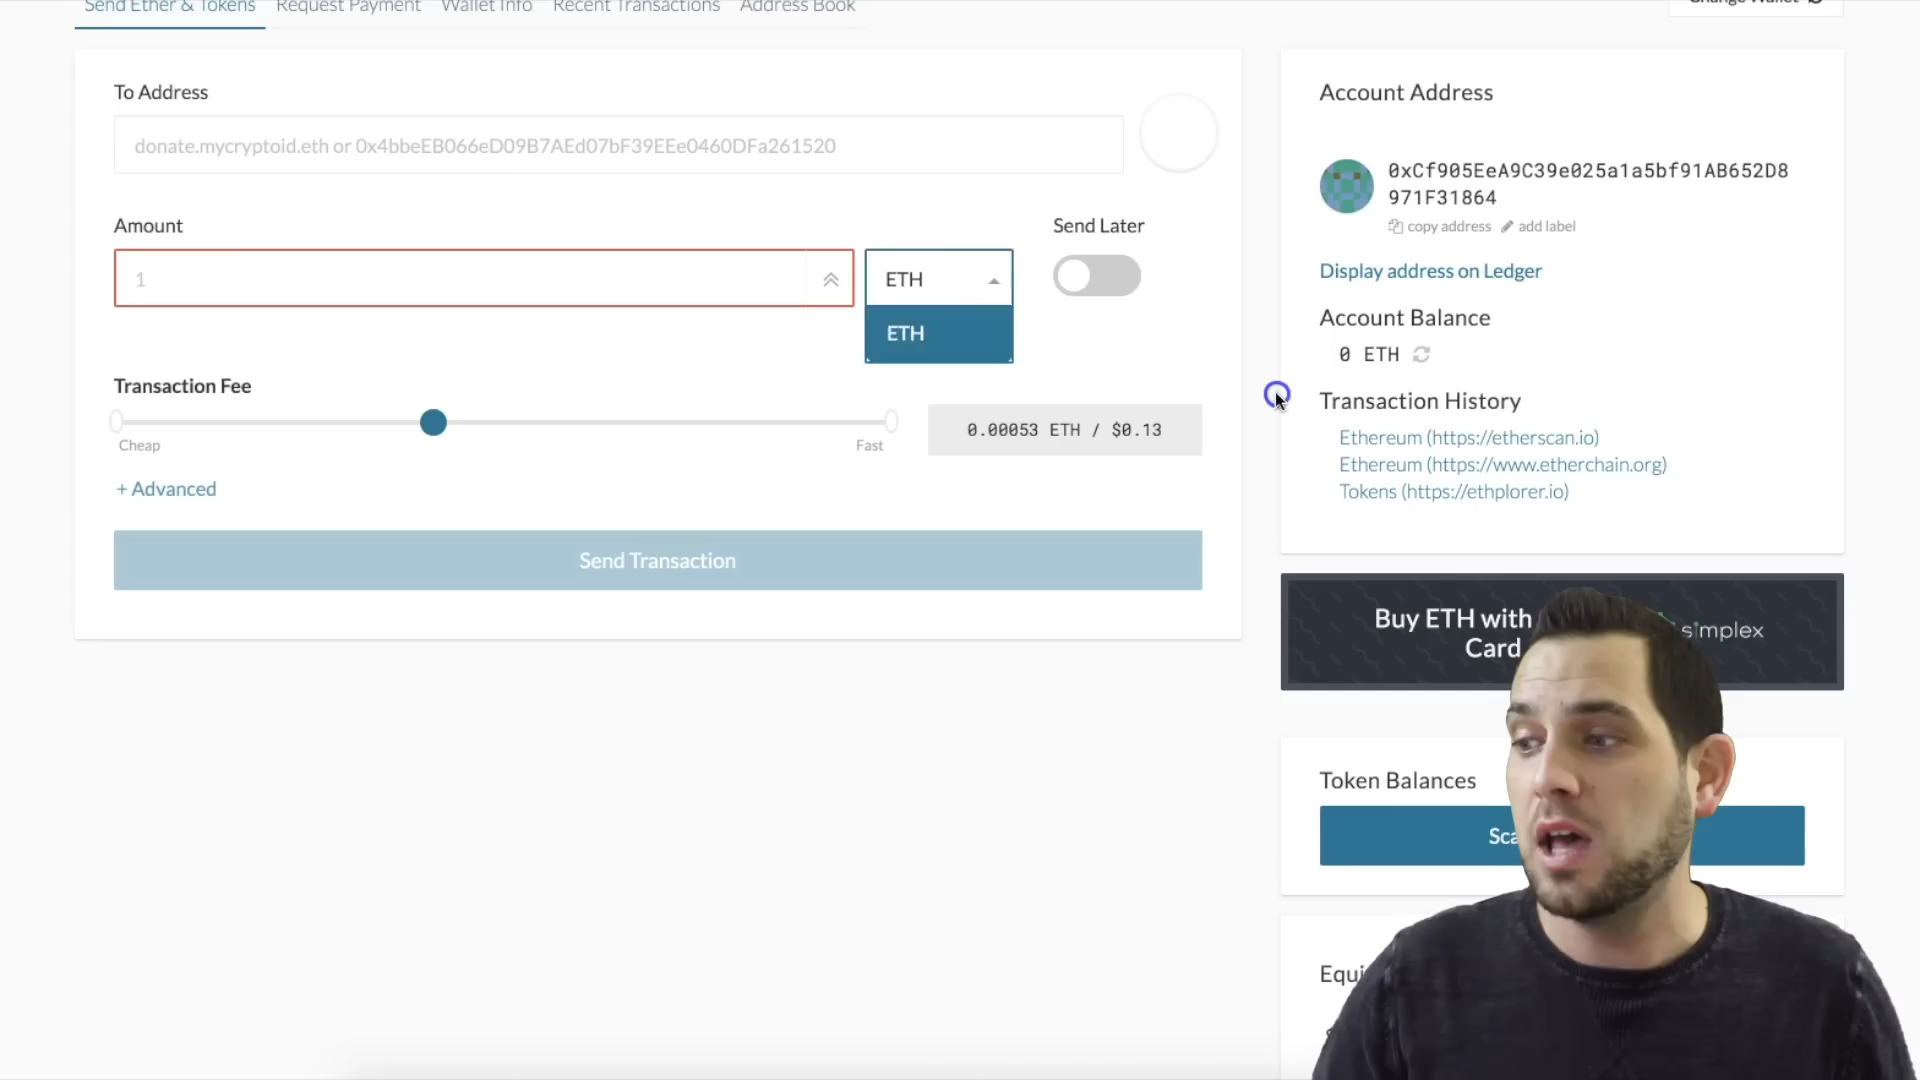 Send Ether & Tokens
Request Payment
Wallet Info
Recent Transactions
Address Book
Change Wallet
To Address
donate.mycryptoid.eth or 0x4bbeEB066eD09B7AEd07bF39EEe0460DFa261520
Amount
1
ETH
ETH
Send Later
Transaction Fee
Cheap
Fast
0.00053 ETH / $0.13
+ Advanced
Send Transaction
Account Address
0xCf905EeA9C39e025a1a5bf91AB652D8
971F31864
copy address
add label
Display address on Ledger
Account Balance
0 ETH
Transaction History
Ethereum (https://etherscan.io)
Ethereum (https://www.etherchain.org)
Tokens (https://ethplorer.io)
Buy ETH with
Card
simplex
Token Balances